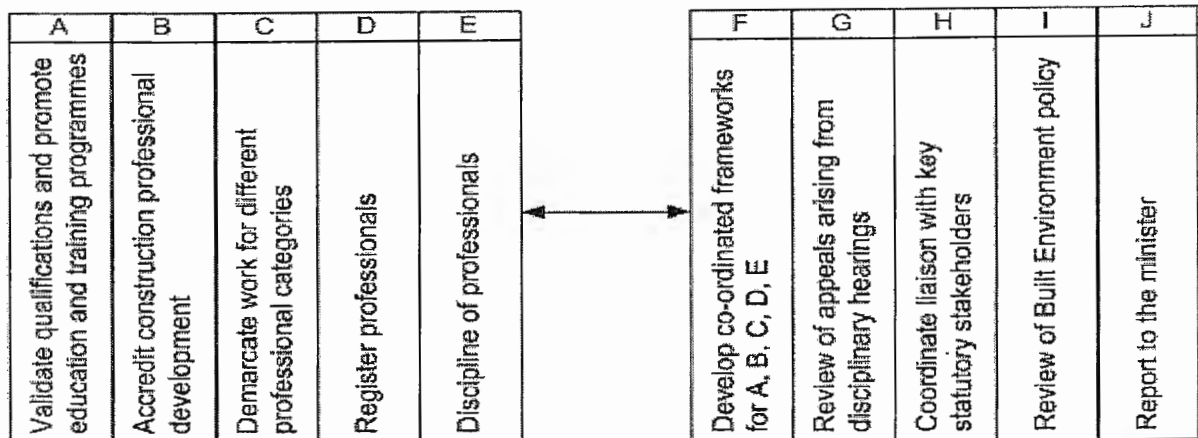 A
Validate qualifications and promote
education and training programmes
B
Accredit construction professional
development
C
Demarcate work for different
professional categories
D
Register professionals
E
Discipline of professionals
F
Develop co-ordinated frameworks
for A, B, C, D, E
G
Review of appeals arising from
disciplinary hearings
H
Coordinate liaison with key
statutory stakeholders
I
Review of Built Environment policy
J
Report to the minister